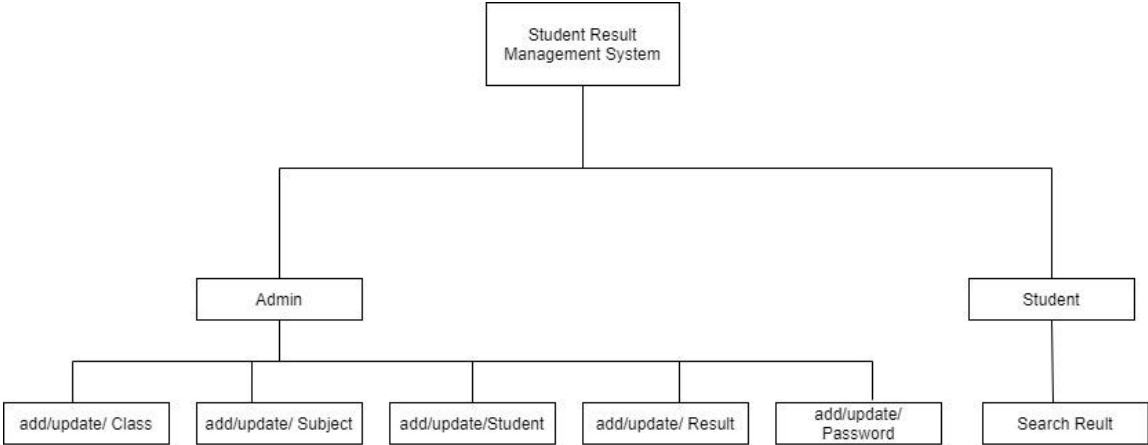 Student Result
Management System
Admin
Student
add/update/ Class
add/update/ Subject
add/update/Student
add/update/ Result
add/update/
Password
Search Reult